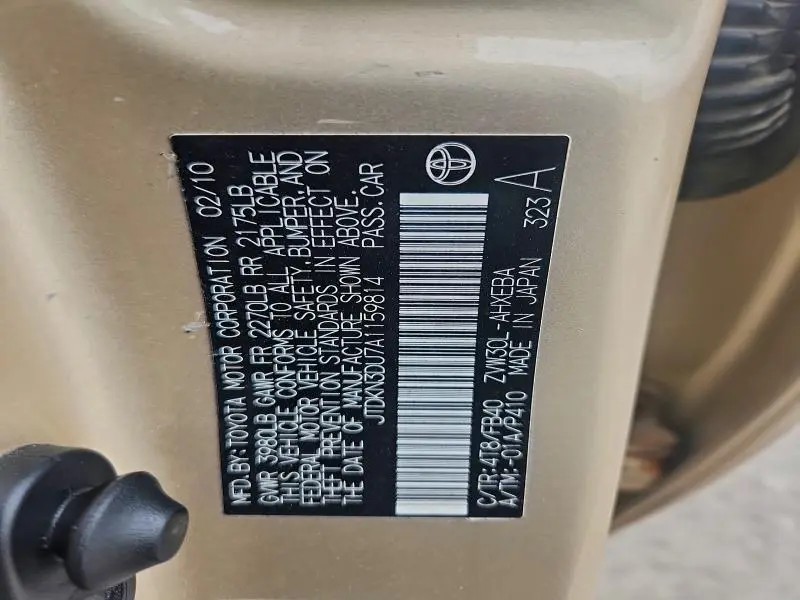 MFD. BY: TOYOTA MOTOR CORPORATION 02/10
GVWR 3980LB GAWR FR 2270LB RR 2175LB
THIS VEHICLE CONFORMS TO ALL APPLICABLE
FEDERAL MOTOR VEHICLE SAFETY, BUMPER, AND
THEFT PREVENTION STANDARDS IN EFFECT ON
THE DATE OF MANUFACTURE SHOWN ABOVE.
JTDKN3DU7A1159814 PASS. CAR
C/TR: 4T8/FB40 ZVW30L-AHXEBA
A/TM: -01A/P410 MADE IN JAPAN 323 A